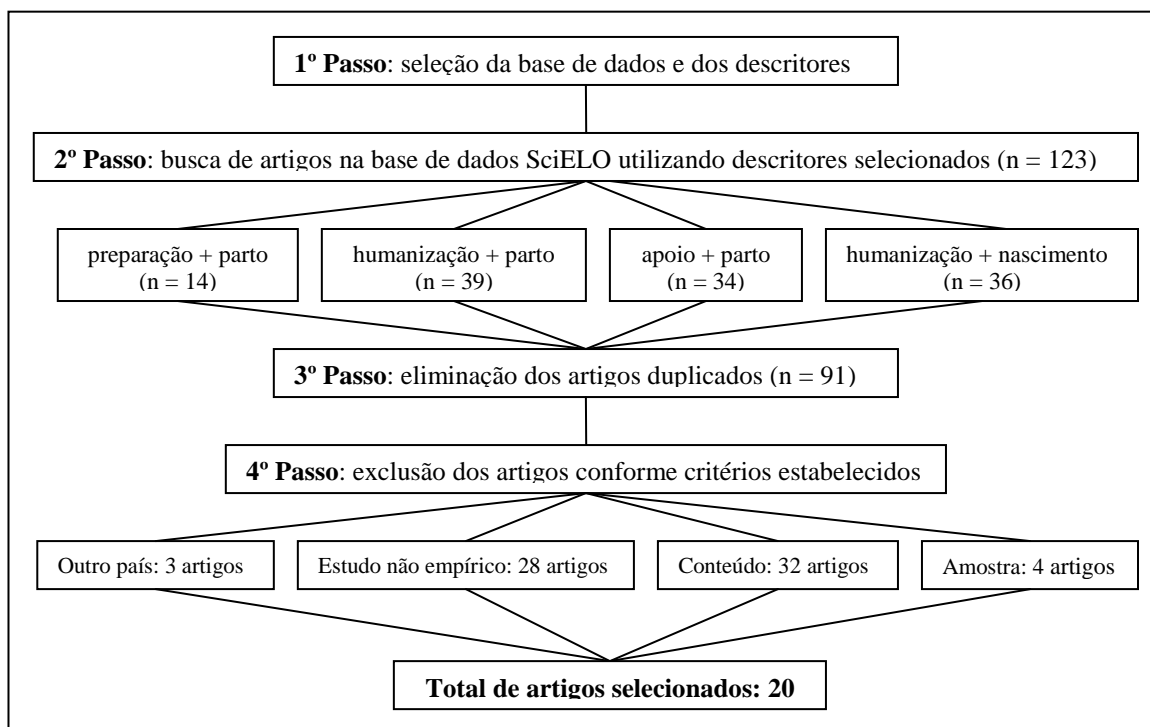 1º Passo: seleção da base de dados e dos descritores
2º Passo: busca de artigos na base de dados SciELO utilizando descritores selecionados (n = 123)
preparação + parto
(n = 14)
humanização + parto
(n = 39)
apoio + parto
(n = 34)
humanização + nascimento
(n = 36)
3º Passo: eliminação dos artigos duplicados (n = 91)
4º Passo: exclusão dos artigos conforme critérios estabelecidos
Outro país: 3 artigos
Estudo não empírico: 28 artigos
Conteúdo: 32 artigos
Amostra: 4 artigos
Total de artigos selecionados: 20